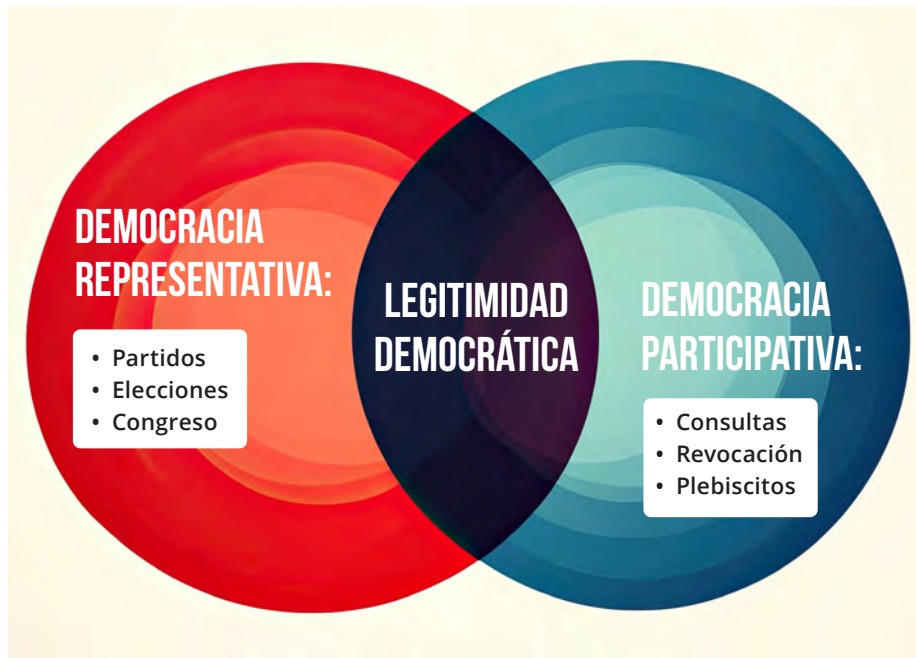 DEMOCRACIA
REPRESENTATIVA:
• Partidos
• Elecciones
• Congreso
LEGITIMIDAD
DEMOCRÁTICA
DEMOCRACIA
PARTICIPATIVA:
• Consultas
• Revocación
• Plebiscitos